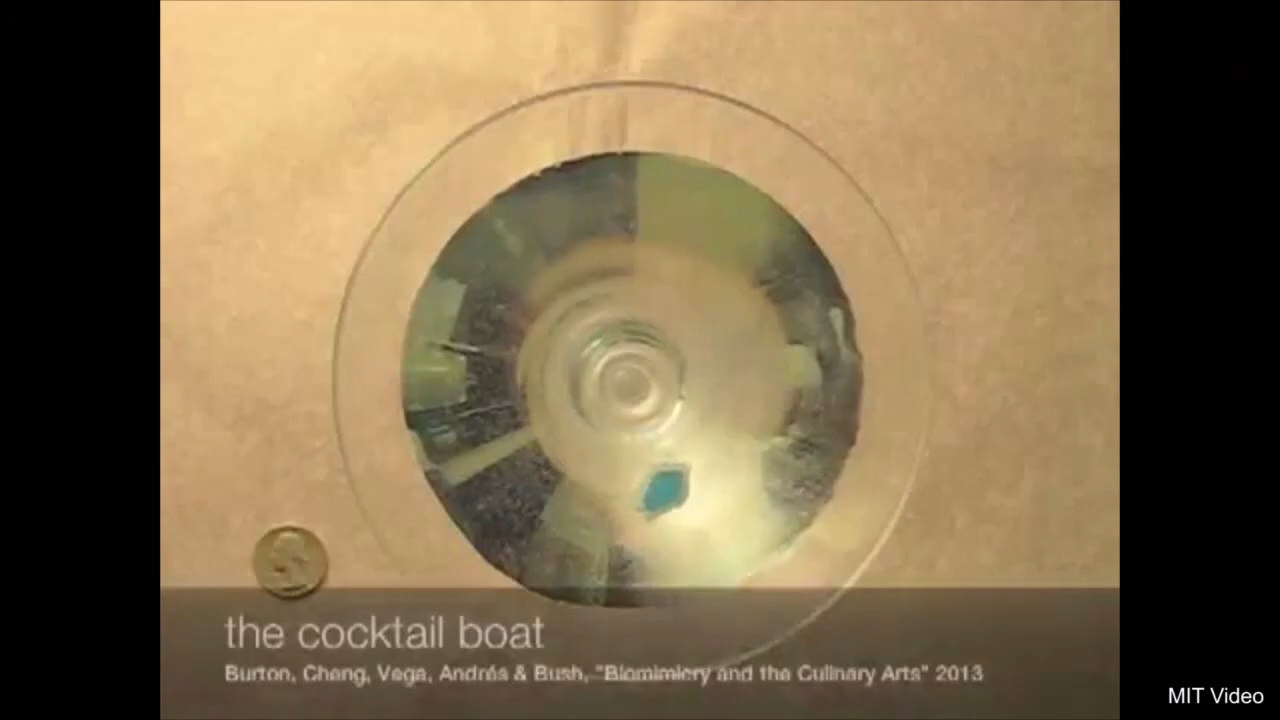 the cocktail boat
Burton, Cheng, Vega, Andrés & Bush, "Biomimicry and the Culinary Arts" 2013
MIT Video